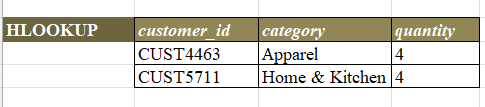 HLOOKUP customer_id category quantity
CUST4463 Apparel 4
CUST5711 Home & Kitchen 4